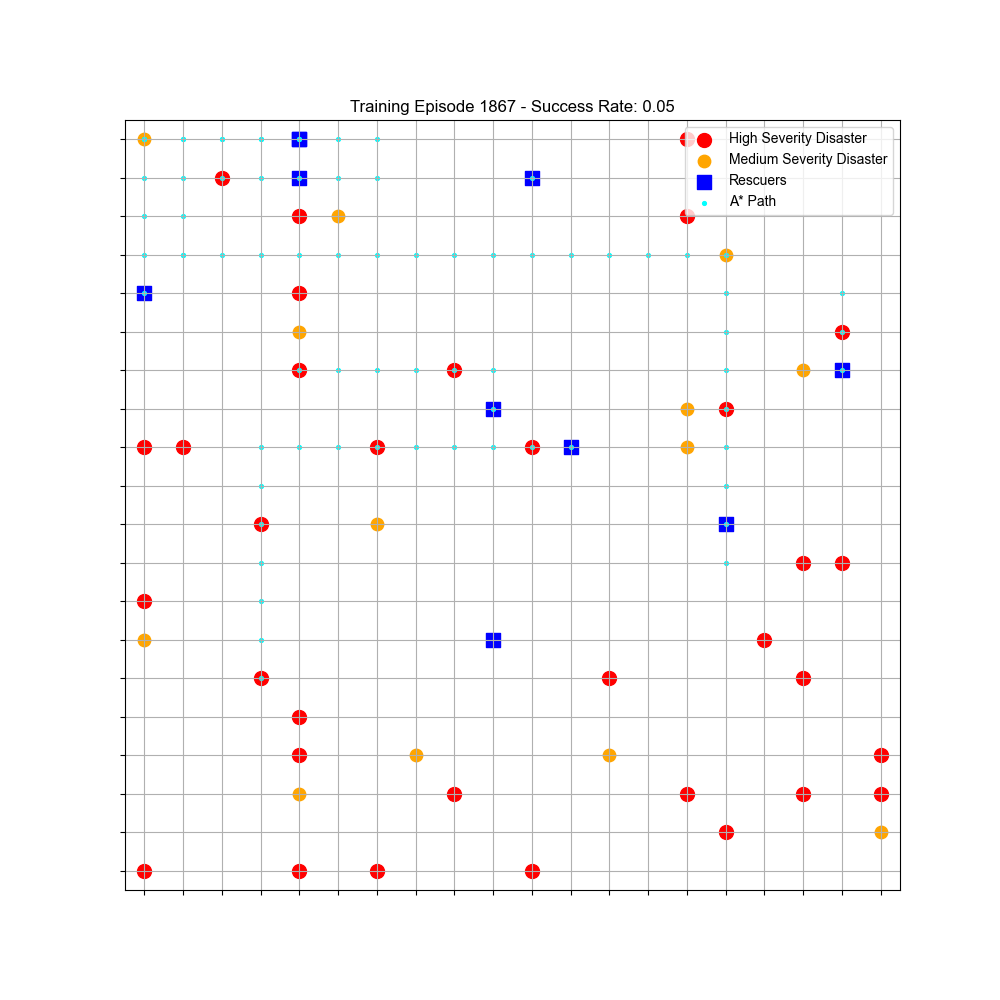 Training Episode 1867 - Success Rate: 0.05
High Severity Disaster
Medium Severity Disaster
Rescuers
A* Path